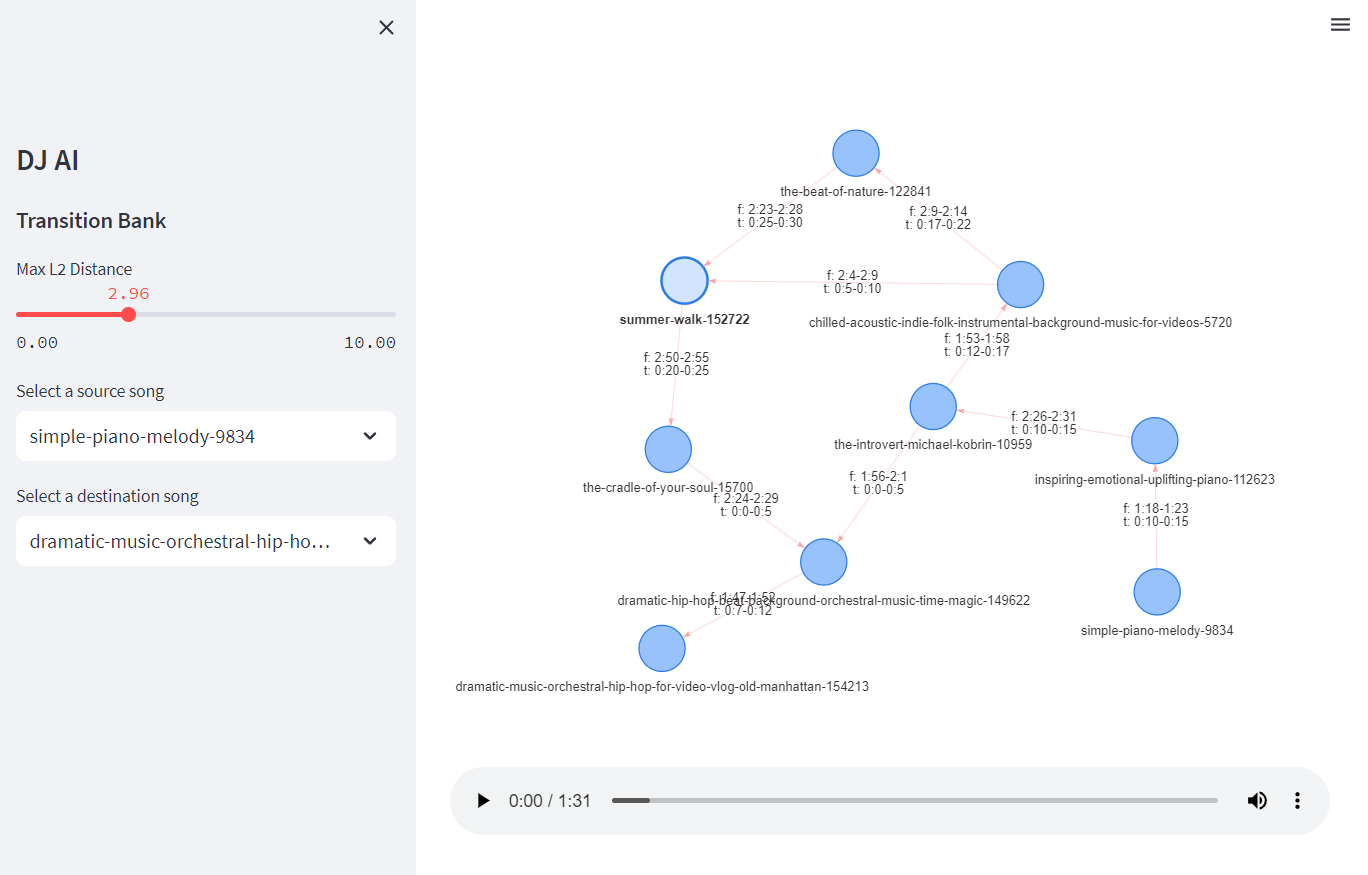 DJ AI
Transition Bank
Max L2 Distance
2.96
0.00
10.00
Select a source song
simple-piano-melody-9834
Select a destination song
dramatic-music-orchestral-hip-ho...
the-beat-of-nature-122841
f: 2:23-2:28
t: 0:25-0:30
f: 2:9-2:14
t: 0:17-0:22
f: 2:4-2:9
t: 0:5-0:10
summer-walk-152722
chilled-acoustic-indie-folk-instrumental-background-music-for-videos-5720
f: 1:53-1:58
t: 0:12-0:17
f: 2:50-2:55
t: 0:20-0:25
f: 2:26-2:31
t: 0:10-0:15
the-introvert-michael-kobrin-10959
inspiring-emotional-uplifting-piano-112623
f: 1:56-2:1
t: 0:0-0:5
the-cradle-of-your-soul-15700
f: 2:24-2:29
t: 0:0-0:5
f: 1:18-1:23
t: 0:10-0:15
f: 1:47-1:52
dramatic-hip-hop-beat-background-orchestral-music-time-magic-149622
t: 0:7-0:12
simple-piano-melody-9834
dramatic-music-orchestral-hip-hop-for-video-vlog-old-manhattan-154213
0:00 / 1:31